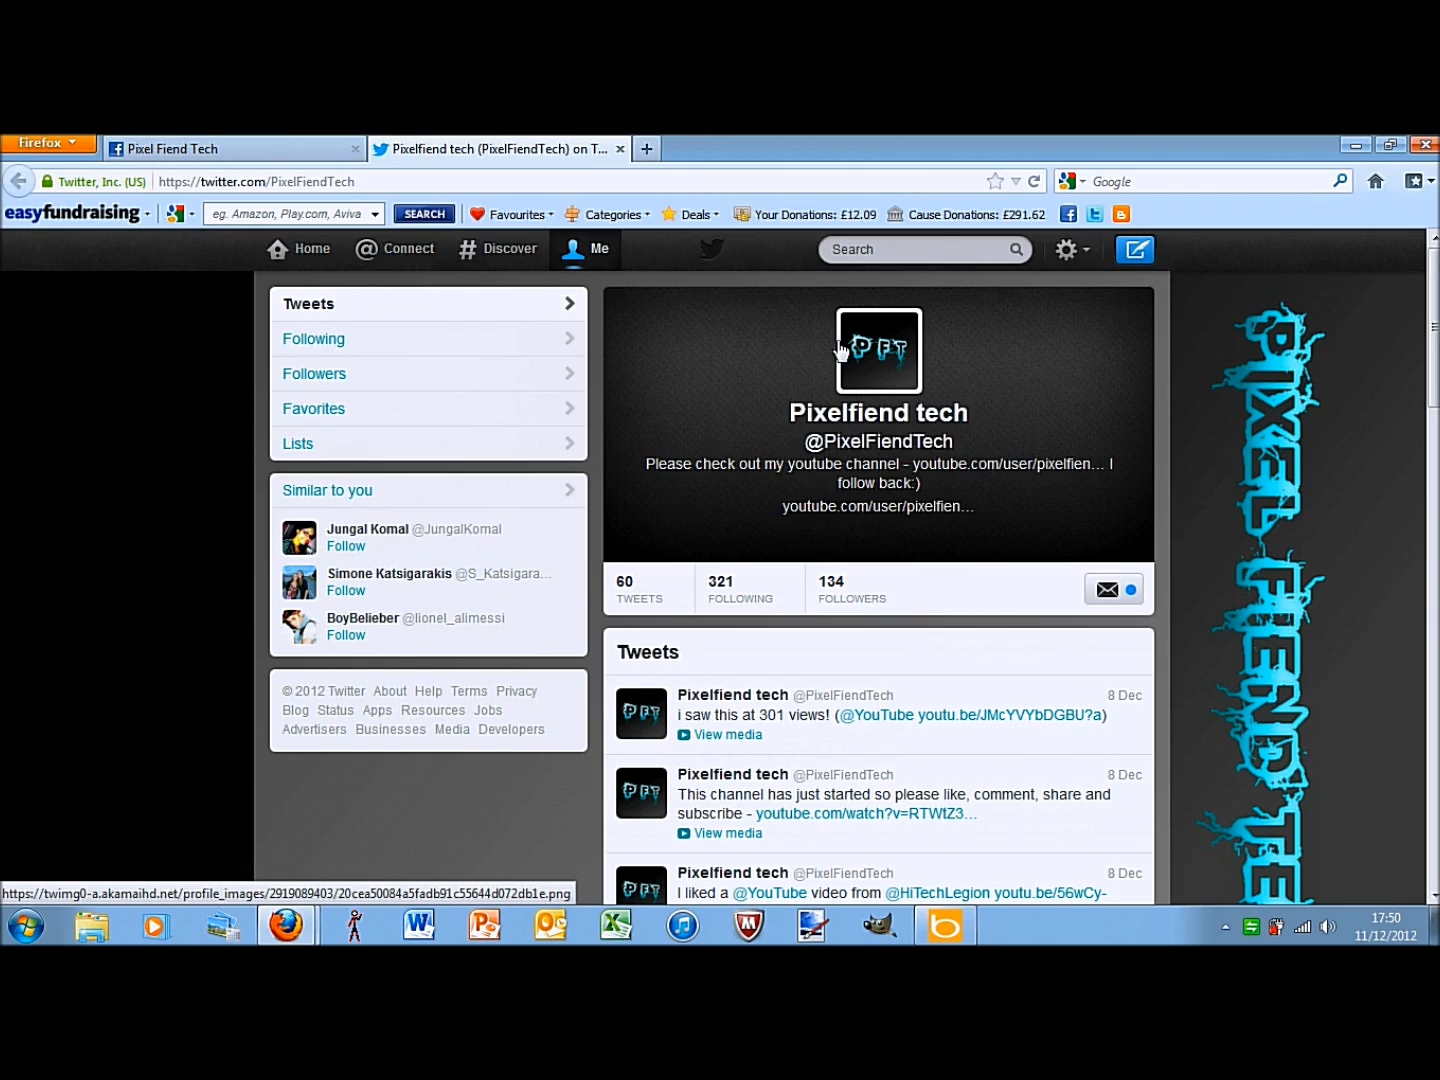 Firefox
Pixel Fiend Tech
Pixelfiend tech (PixelFiendTech) on T...
Twitter, Inc. (US)
https://twitter.com/PixelFiendTech
Google
easyfundraising
eg. Amazon, Play.com, Aviva
SEARCH
Favourites
Categories
Deals
Your Donations: £12.09
Cause Donations: £291.62
Home
Connect
Discover
Me
Search
Tweets
Following
Followers
Favorites
Lists
Similar to you
Jungal Komal @JungalKomal
Follow
Simone Katsigarakis @S_Katsigara...
Follow
BoyBelieber @lionel_alimessi
Follow
© 2012 Twitter About Help Terms Privacy
Blog Status Apps Resources Jobs
Advertisers Businesses Media Developers
PFT
Pixelfiend tech
@PixelFiendTech
Please check out my youtube channel - youtube.com/user/pixelfien... I
follow back:)
youtube.com/user/pixelfien...
60
TWEETS
321
FOLLOWING
134
FOLLOWERS
Tweets
PFT
Pixelfiend tech @PixelFiendTech 8 Dec
i saw this at 301 views! (@YouTube youtu.be/JMcYVYbDGBU?a)
View media
PFT
Pixelfiend tech @PixelFiendTech 8 Dec
This channel has just started so please like, comment, share and
subscribe - youtube.com/watch?v=RTWtZ3...
View media
PFT
Pixelfiend tech @PixelFiendTech 8 Dec
I liked a @YouTube video from @HiTechLegion youtu.be/56wCy-
PIXEL FIEND TE
https://twimg0-a.akamaihd.net/profile_images/2919089403/20cea50084a5fadb91c55644d072db1e.png
17:50
11/12/2012